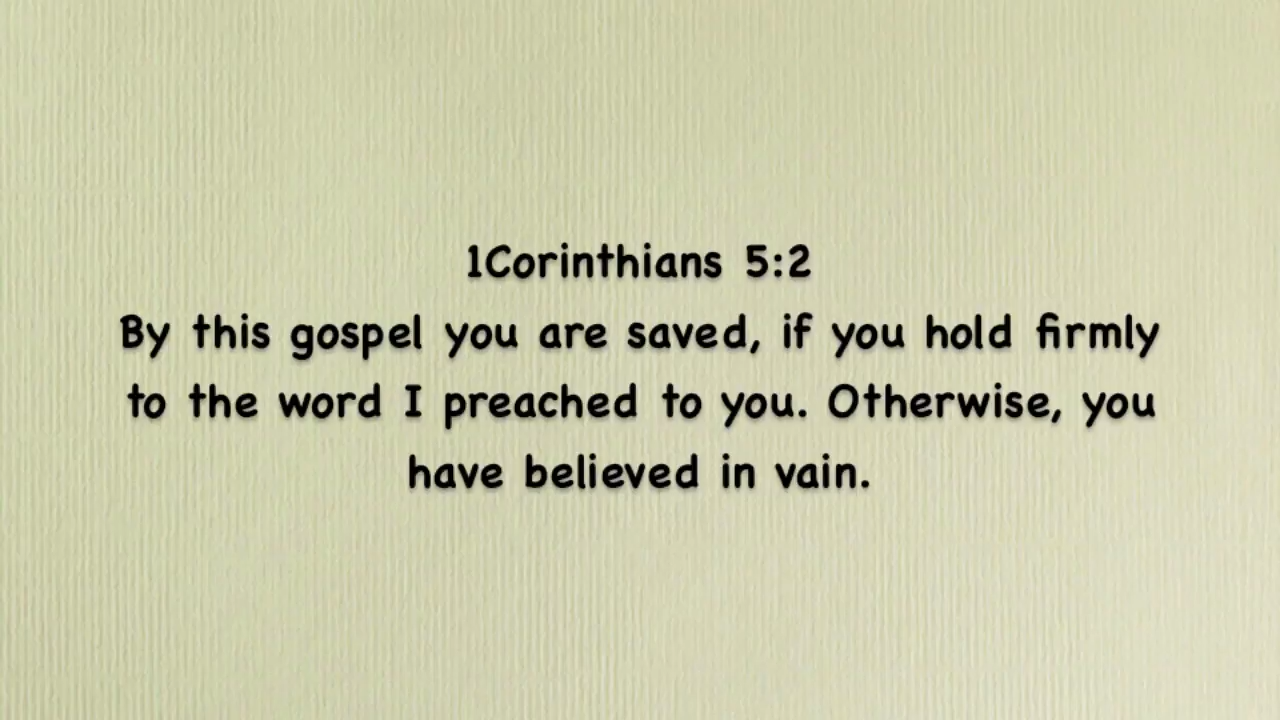 1Corinthians 5:2
By this gospel you are saved, if you hold firmly
to the word I preached to you. Otherwise, you
have believed in vain.